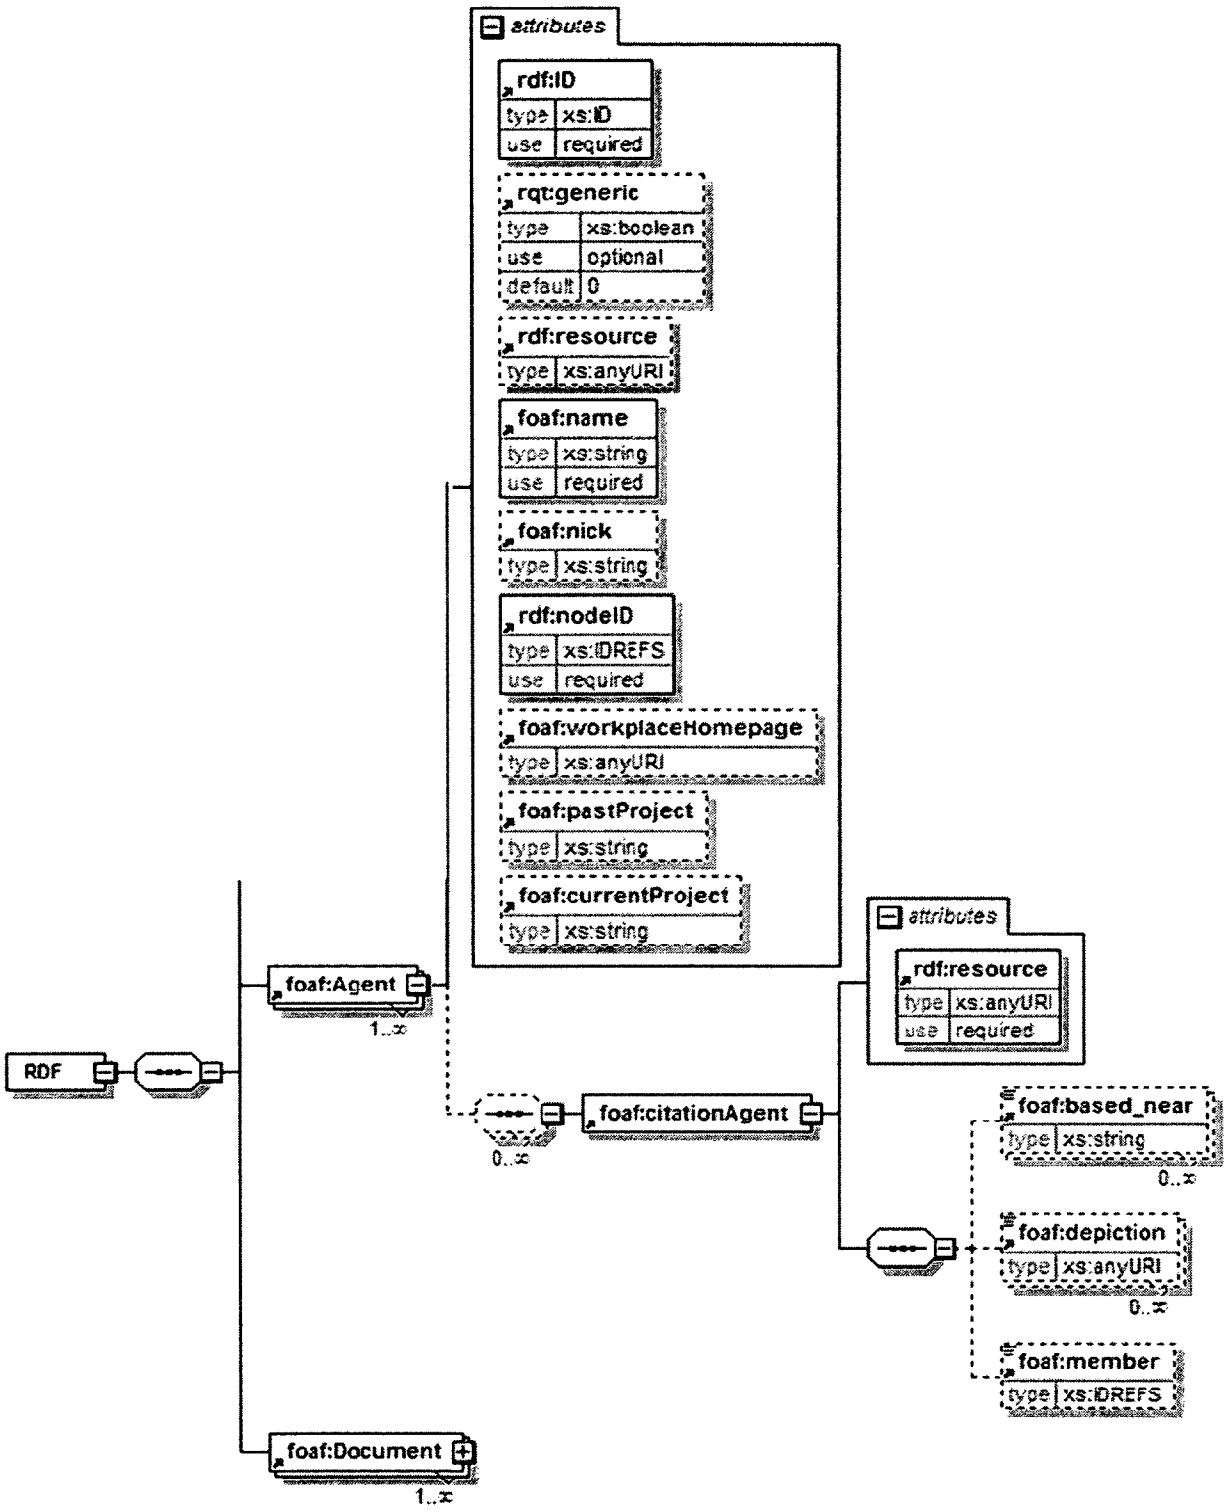 attributes
rdf:ID
type xs:ID
use required
rqt:generic
type xs:boolean
use optional
default 0
rdf:resource
type xs:anyURI
foaf:name
type xs:string
use required
foaf:nick
type xs:string
rdf:nodeID
type xs:IDREFS
use required
foaf:workplaceHomepage
type xs:anyURI
foaf:pastProject
type xs:string
foaf:currentProject
type xs:string
foaf:Agent
1..∞
RDF
0..∞
foaf:citationAgent
attributes
rdf:resource
type xs:anyURI
use required
foaf:based_near
type xs:string
0..∞
foaf:depiction
type xs:anyURI
0..∞
foaf:member
type xs:IDREFS
foaf:Document
1..∞